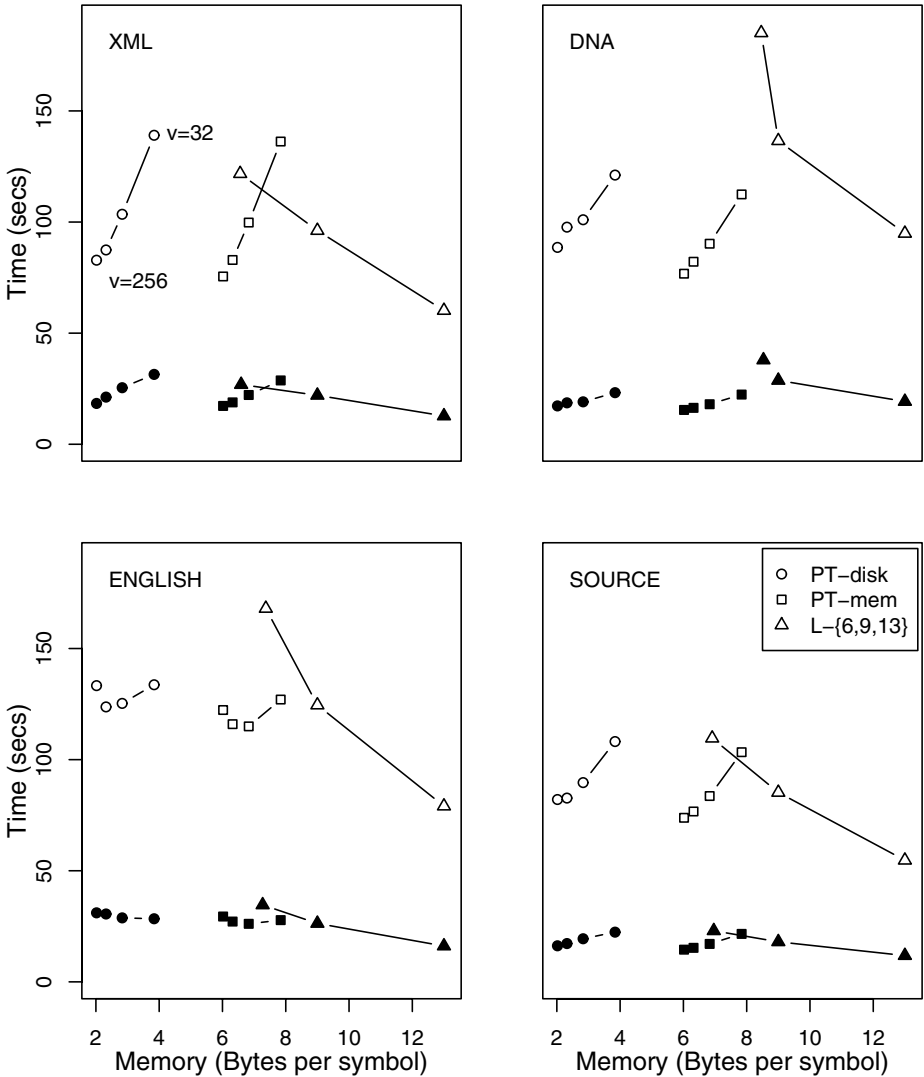 XML
DNA
v=32
v=256
Time (secs)
0
50
100
150
ENGLISH
SOURCE
PT−disk
PT−mem
L−{6,9,13}
Time (secs)
0
50
100
150
2 4 6 8 10 12
2 4 6 8 10 12
Memory (Bytes per symbol)
Memory (Bytes per symbol)